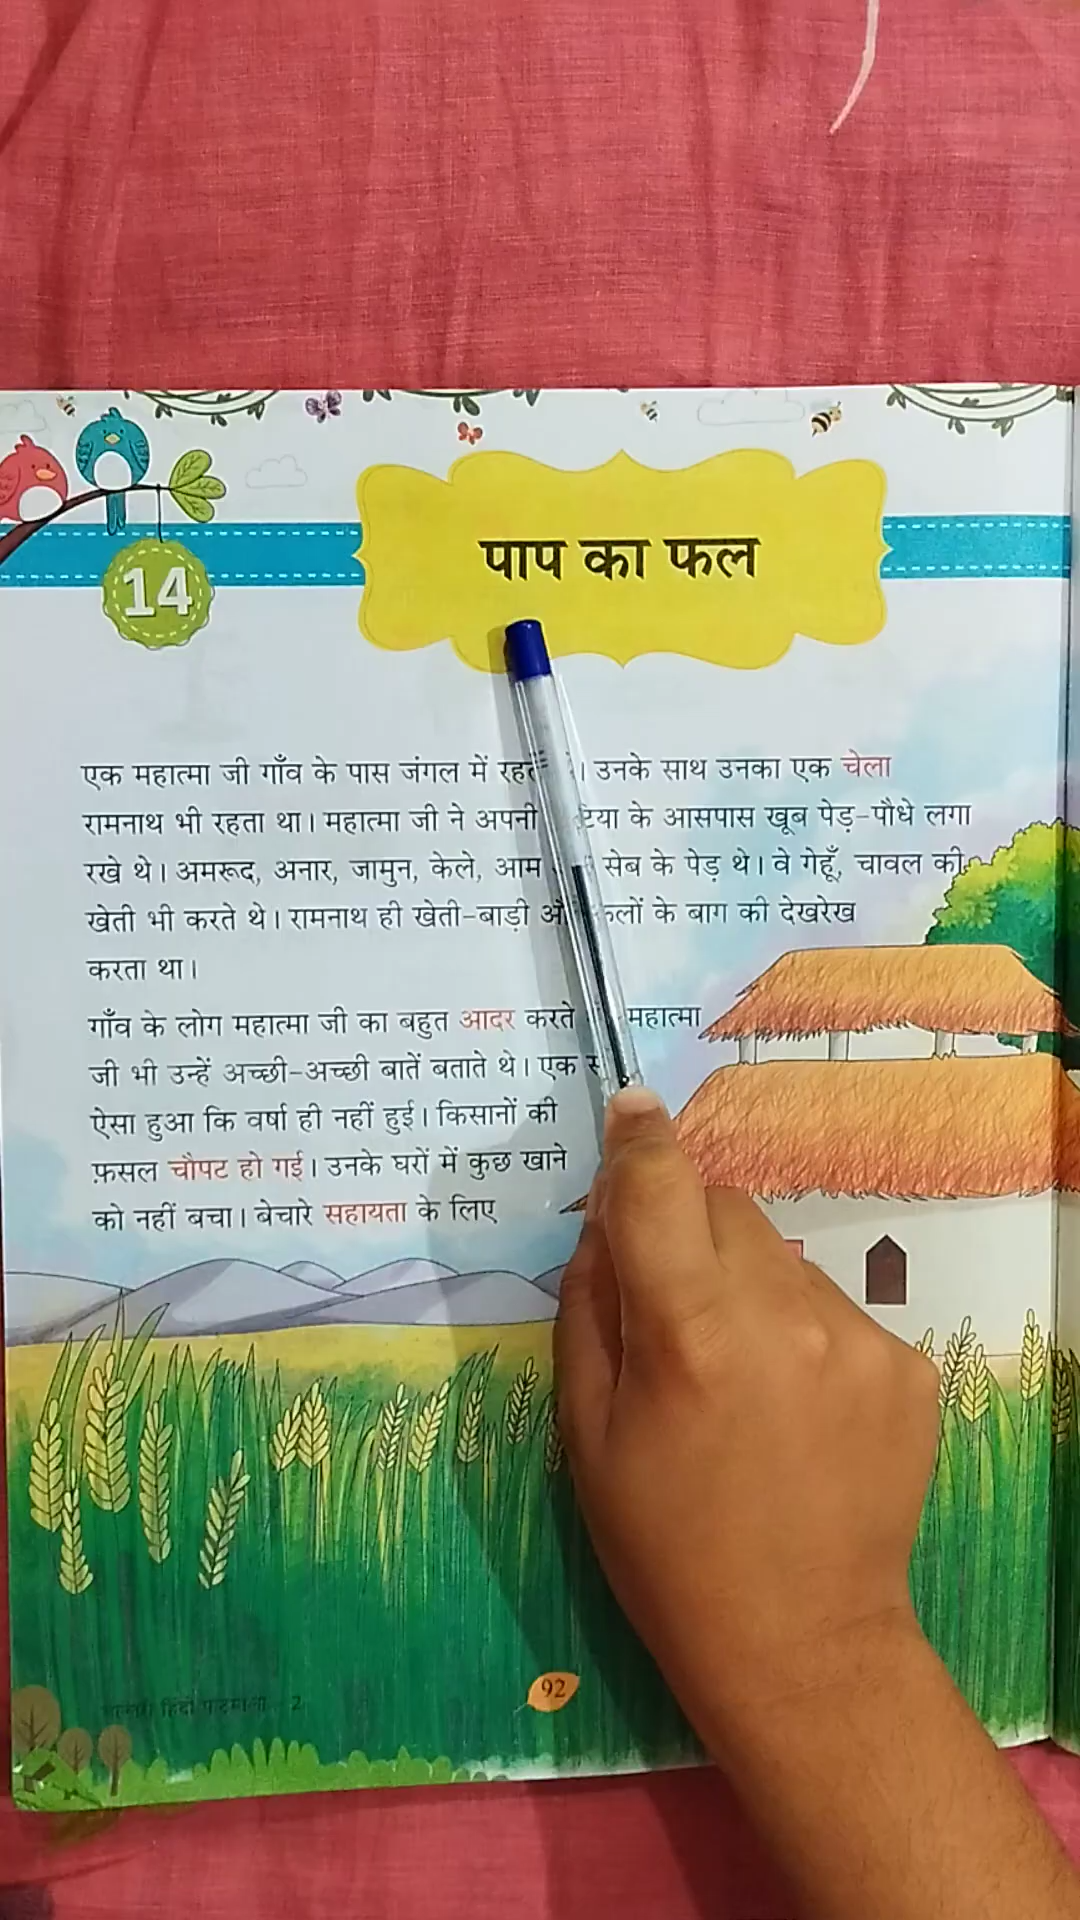 14
पाप का फल
एक महात्मा जी गाँव के पास जंगल में उनके साथ उनका एक चेला
रामनाथ भी रहता था। महात्मा जी ने अपनी के आसपास खूब पेड़-पौधे लगा
रखे थे। अमरूद, अनार, जामुन, केले, आम सेब के पेड़ थे। वे गेहूँ, चावल की
खेती भी करते थे। रामनाथ ही खेती-बाड़ी के बाग की देखरेख
करता था।
गाँव के लोग महात्मा जी का बहुत आदर करते महात्मा
जी भी उन्हें अच्छी-अच्छी बातें बताते थे। एक
ऐसा हुआ कि वर्षा ही नहीं हुई। किसानों की
फ़सल चौपट हो गई। उनके घरों में कुछ खाने
को नहीं बचा। बेचारे सहायता के लिए
हिंदी पाठमाला - 2
92